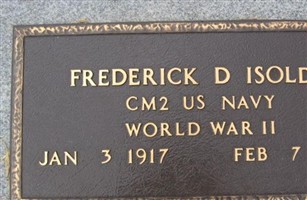 FREDERICK D ISOLD
CM2 US NAVY
WORLD WAR II
JAN 3 1917 FEB 7